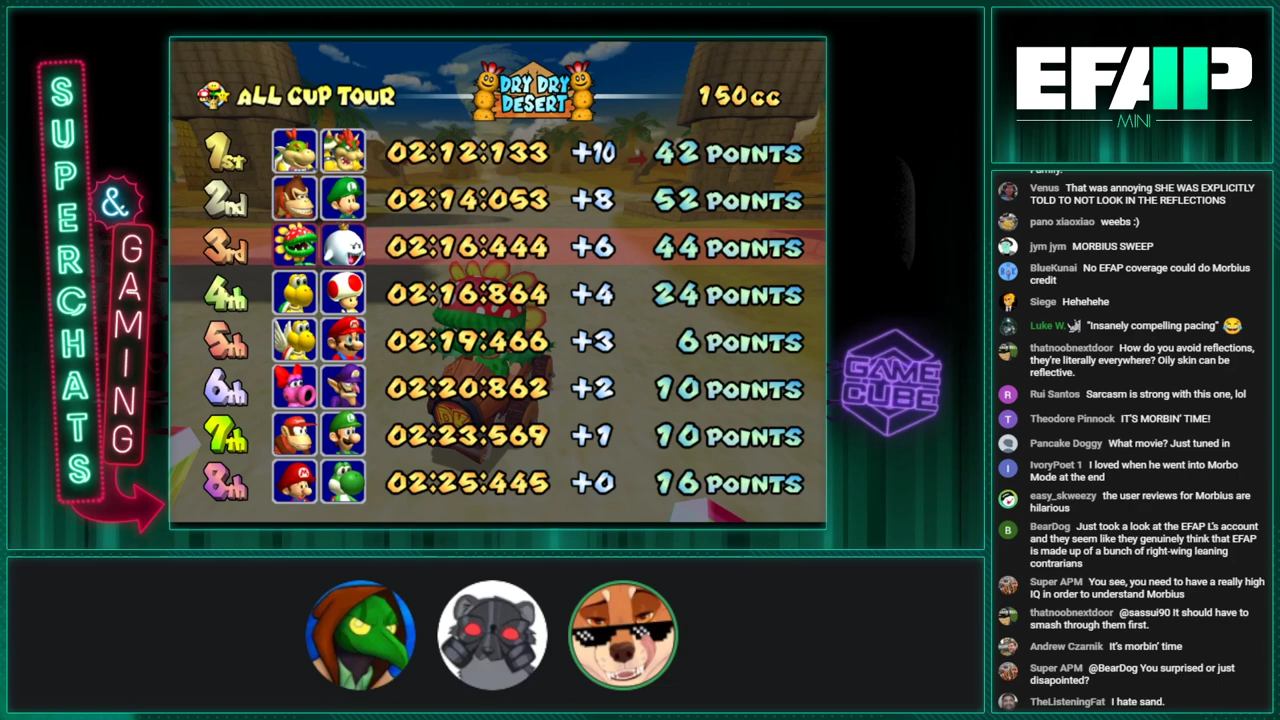 SUPERCHATS
&
GAMING
ALL CUP TOUR
DRY DRY
DESERT
150cc
1st 02:12:133 +10 42 POINTS
2nd 02:14:053 +8 52 POINTS
3rd 02:16:444 +6 44 POINTS
4th 02:16:864 +4 24 POINTS
5th 02:19:466 +3 6 POINTS
6th 02:20:862 +2 10 POINTS
7th 02:23:569 +1 10 POINTS
8th 02:25:445 +0 16 POINTS
GAME
CUBE
EFAP
MINI
Family.
Venus That was annoying SHE WAS EXPLICITLY
TOLD TO NOT LOOK IN THE REFLECTIONS
pano xiaoxiao weebs :)
jym jym MORBIUS SWEEP
BlueKunai No EFAP coverage could do Morbius
credit
Siege Hehehehe
Luke W. "Insanely compelling pacing" 😂
thatnoobnextdoor How do you avoid reflections,
they're literally everywhere? Oily skin can be
reflective.
R Rui Santos Sarcasm is strong with this one, lol
T Theodore Pinnock IT'S MORBIN' TIME!
Pancake Doggy What movie? Just tuned in
I IvoryPoet 1 I loved when he went into Morbo
Mode at the end
easy_skweezy the user reviews for Morbius are
hilarious
B BearDog Just took a look at the EFAP L's account
and they seem like they genuinely think that EFAP
is made up of a bunch of right-wing leaning
contrarians
Super APM You see, you need to have a really high
IQ in order to understand Morbius
thatnoobnextdoor @sassui90 It should have to
smash through them first.
Andrew Czarnik It's morbin' time
Super APM @BearDog You surprised or just
disapointed?
TheListeningFat I hate sand.